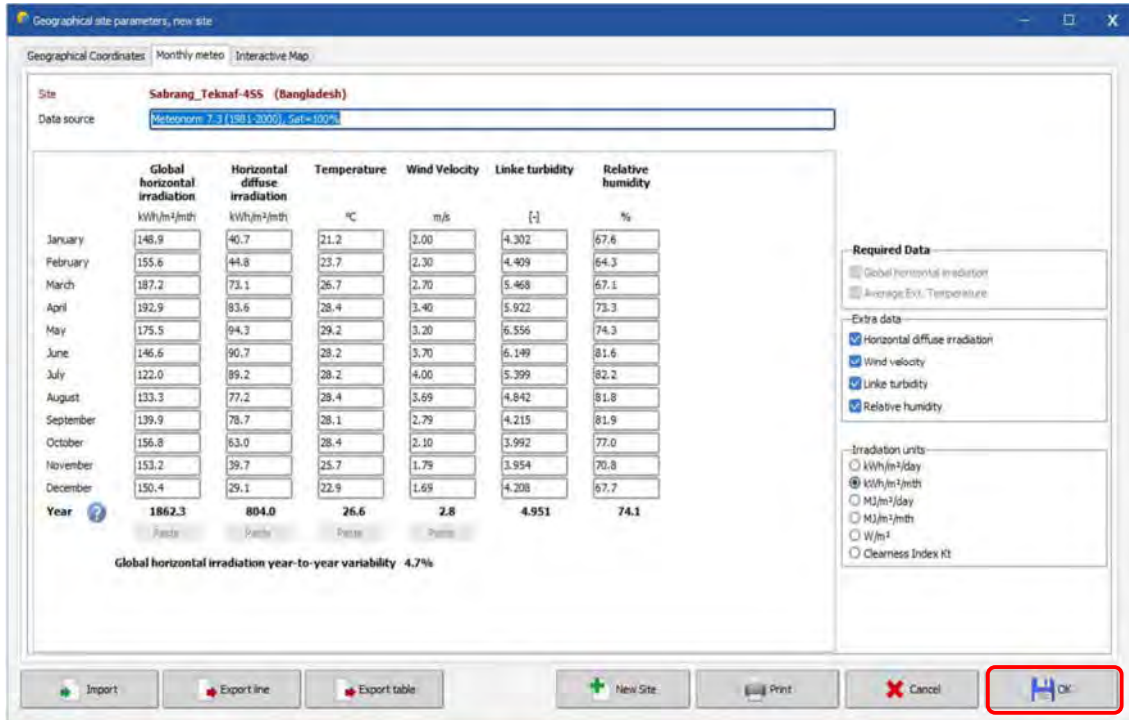 Geographical site parameters, new site
Geographical Coordinates Monthly meteo Interactive Map
Site Sabrang_Teknaf-4SS (Bangladesh)
Data source Meteonorm 7.3 (1981-2000), Sat=100%
Global horizontal irradiation Horizontal diffuse irradiation Temperature Wind Velocity Linke turbidity Relative humidity
kWh/m²/mth kWh/m²/mth °C m/s [-] %
January 148.9 40.7 21.2 2.00 4.302 67.6
February 155.6 44.8 23.7 2.30 4.409 64.3
March 187.2 73.1 26.7 2.70 5.468 67.1
April 192.9 83.6 28.4 3.40 5.922 73.3
May 175.5 94.3 29.2 3.20 6.556 74.3
June 146.6 90.7 28.2 3.70 6.149 81.6
July 122.0 89.2 28.2 4.00 5.399 82.2
August 133.3 77.2 28.4 3.69 4.842 81.8
September 139.9 78.7 28.1 2.79 4.215 81.9
October 156.8 63.0 28.4 2.10 3.992 77.0
November 153.2 39.7 25.7 1.79 3.954 70.8
December 150.4 29.1 22.9 1.69 4.208 67.7
Year ? 1862.3 804.0 26.6 2.8 4.951 74.1
Paste Paste Paste Paste
Global horizontal irradiation year-to-year variability 4.7%
Required Data
Global horizontal irradiation
Average Ext. Temperature
Extra data
Horizontal diffuse irradiation
Wind velocity
Linke turbidity
Relative humidity
Irradiation units
kWh/m²/day
kWh/m²/mth
MJ/m²/day
MJ/m²/mth
W/m²
Clearness Index Kt
Import Export line Export table New Site Print Cancel OK